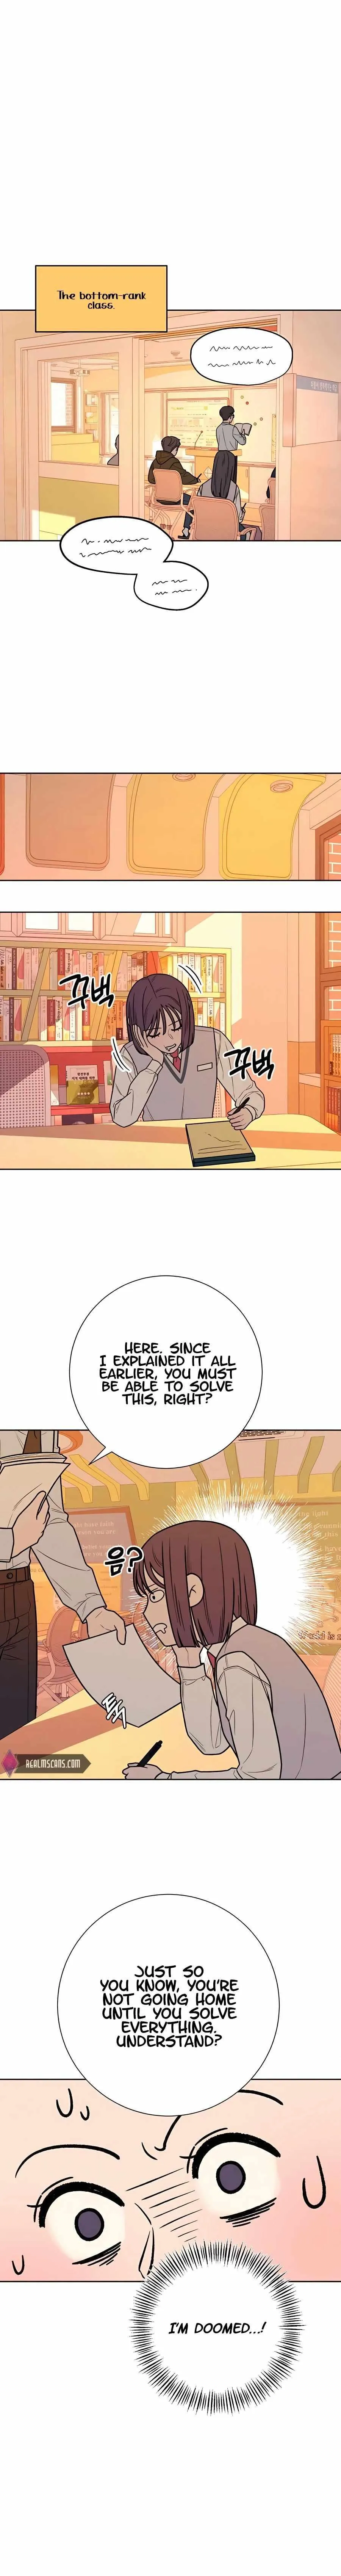 The bottom-rank
class.
꾸벅
꾸벅
HERE. SINCE
I EXPLAINED IT ALL
EARLIER, YOU MUST
BE ABLE TO SOLVE
THIS, RIGHT?
음?
툭
REALMSCANS.COM
JUST SO
YOU KNOW, YOU'RE
NOT GOING HOME
UNTIL YOU SOLVE
EVERYTHING.
UNDERSTAND?
I'M DOOMED...!